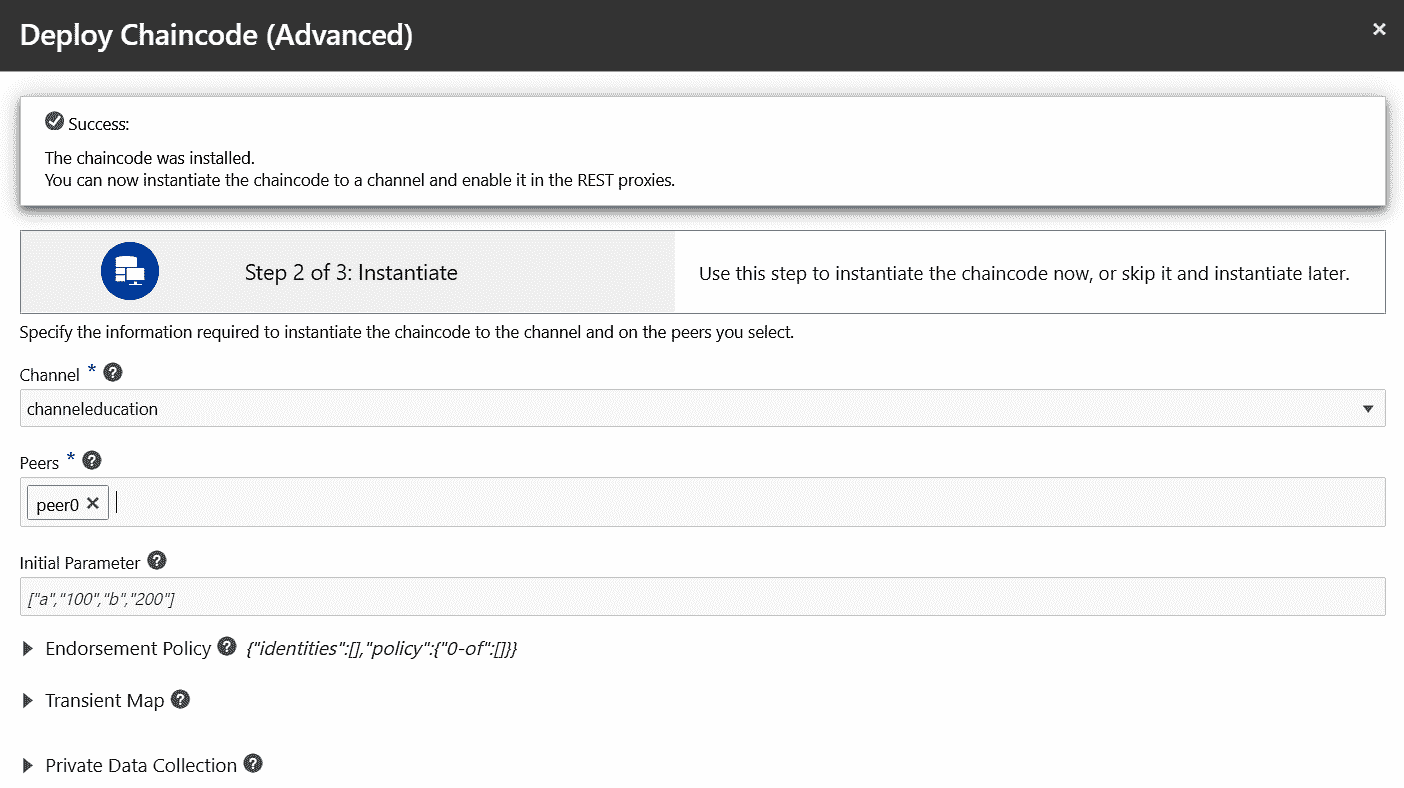 Deploy Chaincode (Advanced)
Success:
The chaincode was installed.
You can now instantiate the chaincode to a channel and enable it in the REST proxies.
Step 2 of 3: Instantiate
Use this step to instantiate the chaincode now, or skip it and instantiate later.
Specify the information required to instantiate the chaincode to the channel and on the peers you select.
Channel *
channeleducation
Peers *
peer0
Initial Parameter
["a","100","b","200"]
Endorsement Policy {"identities":[],"policy":{"0-of":[]}}
Transient Map
Private Data Collection